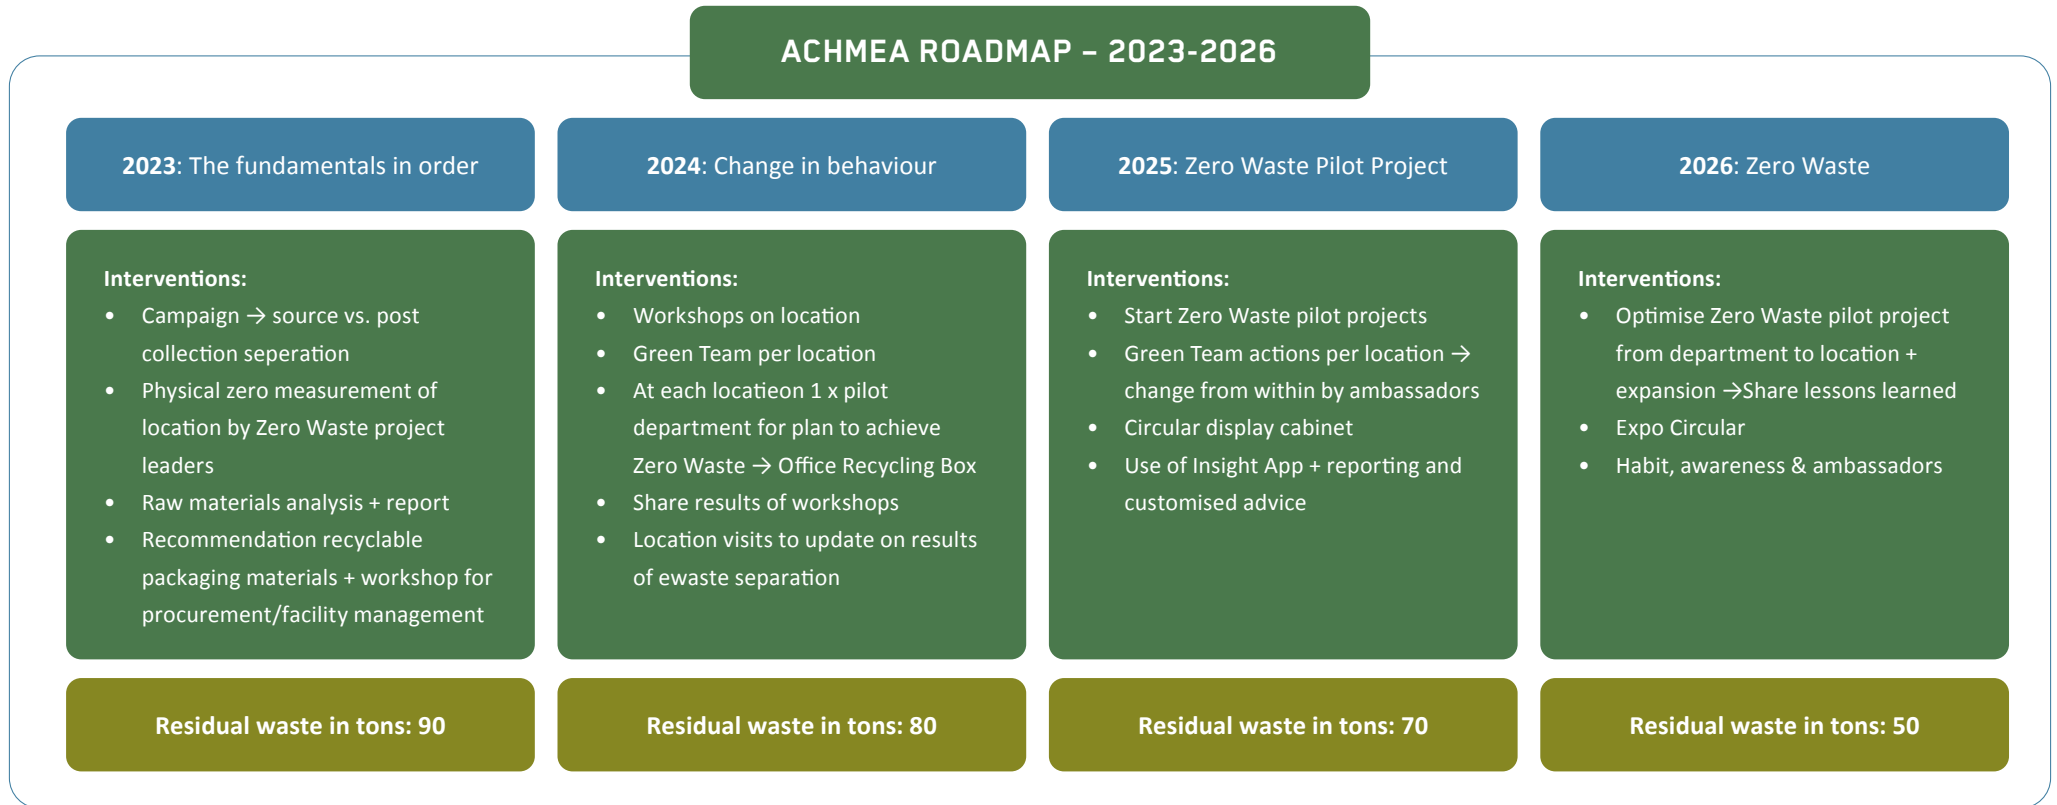 ACHMEA ROADMAP – 2023-2026
2023: The fundamentals in order
Interventions:
• Campaign → source vs. post
collection seperation
• Physical zero measurement of
location by Zero Waste project
leaders
• Raw materials analysis + report
• Recommendation recyclable
packaging materials + workshop for
procurement/facility management
Residual waste in tons: 90
2024: Change in behaviour
Interventions:
• Workshops on location
• Green Team per location
• At each locatieon 1 x pilot
department for plan to achieve
Zero Waste → Office Recycling Box
• Share results of workshops
• Location visits to update on results
of ewaste separation
Residual waste in tons: 80
2025: Zero Waste Pilot Project
Interventions:
• Start Zero Waste pilot projects
• Green Team actions per location →
change from within by ambassadors
• Circular display cabinet
• Use of Insight App + reporting and
customised advice
Residual waste in tons: 70
2026: Zero Waste
Interventions:
• Optimise Zero Waste pilot project
from department to location +
expansion →Share lessons learned
• Expo Circular
• Habit, awareness & ambassadors
Residual waste in tons: 50